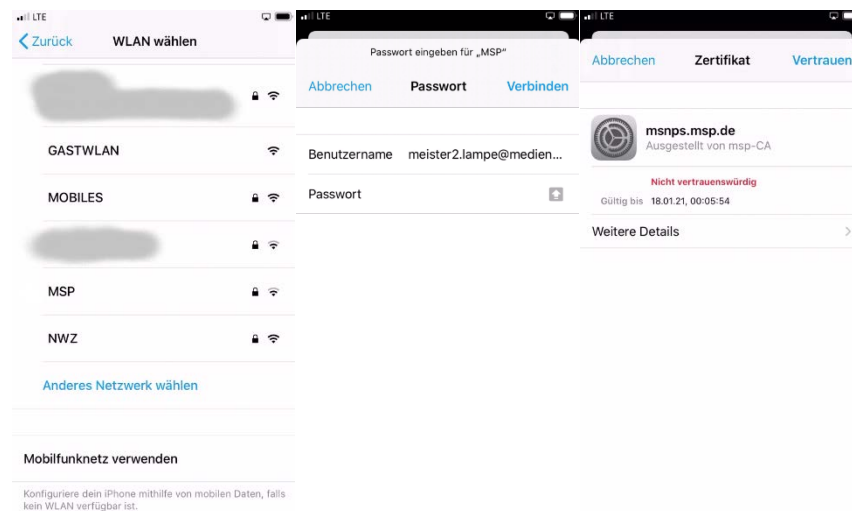 LTE
Zurück WLAN wählen
GASTWLAN
MOBILES
MSP
NWZ
Anderes Netzwerk wählen
Mobilfunknetz verwenden
Konfiguriere dein iPhone mithilfe von mobilen Daten, falls
kein WLAN verfügbar ist.
LTE
Passwort eingeben für „MSP“
Abbrechen Passwort Verbinden
Benutzername meister2.lampe@medien...
Passwort
LTE
Abbrechen Zertifikat Vertrauen
msnps.msp.de
Ausgestellt von msp-CA
Nicht vertrauenswürdig
Gültig bis 18.01.21, 00:05:54
Weitere Details